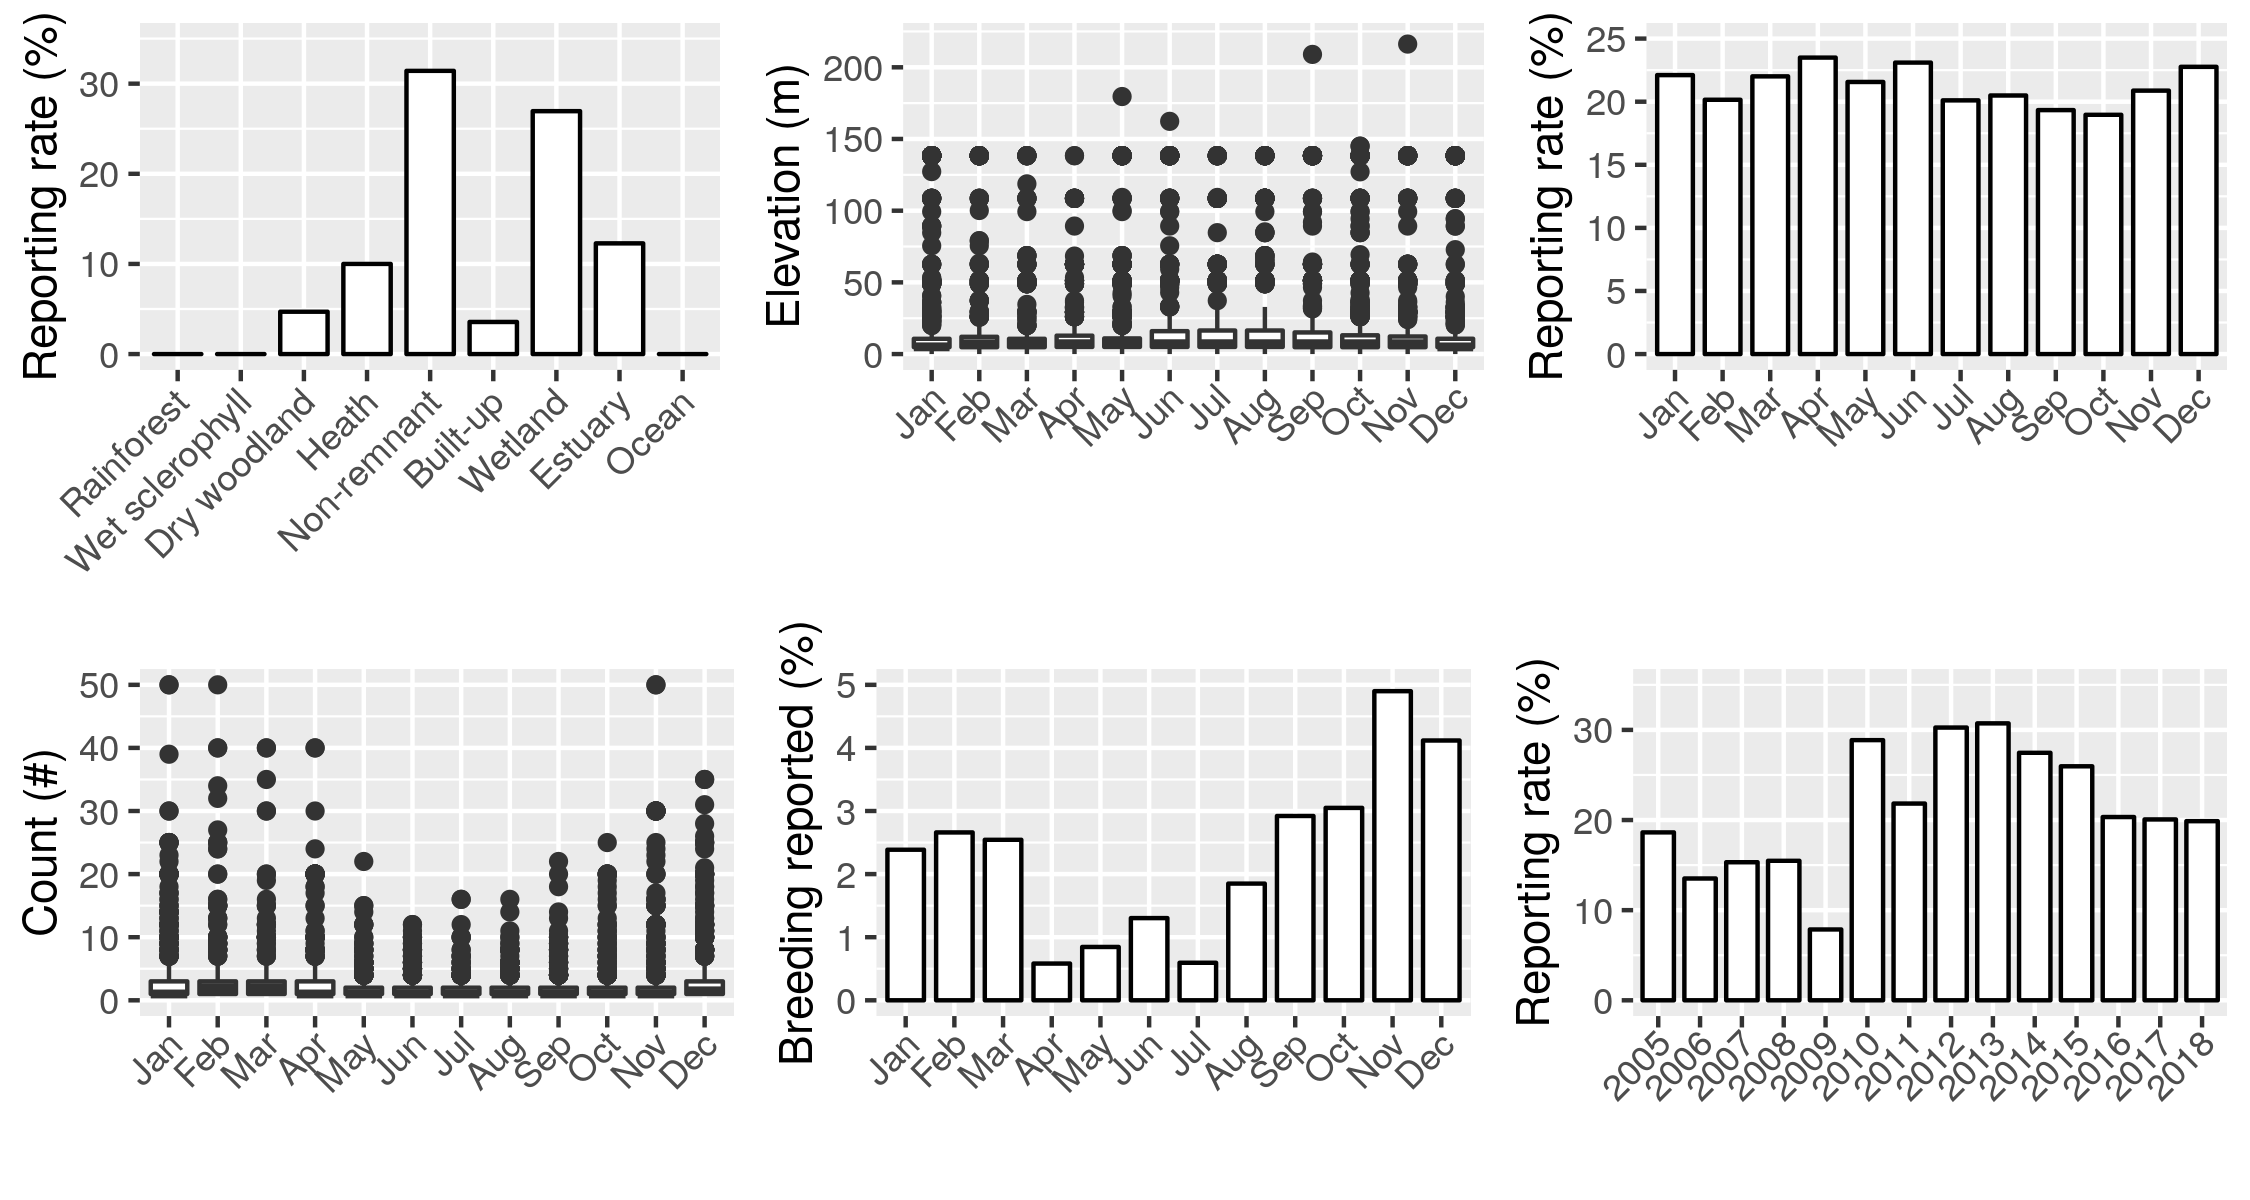 Reporting rate (%)
30
20
10
0
Rainforest
Wet sclerophyll
Dry woodland
Heath
Non-remnant
Built-up
Wetland
Estuary
Ocean
Elevation (m)
200
150
100
50
0
Jan
Feb
Mar
Apr
May
Jun
Jul
Aug
Sep
Oct
Nov
Dec
Reporting rate (%)
25
20
15
10
5
0
Jan
Feb
Mar
Apr
May
Jun
Jul
Aug
Sep
Oct
Nov
Dec
Count (#)
50
40
30
20
10
0
Jan
Feb
Mar
Apr
May
Jun
Jul
Aug
Sep
Oct
Nov
Dec
Breeding reported (%)
5
4
3
2
1
0
Jan
Feb
Mar
Apr
May
Jun
Jul
Aug
Sep
Oct
Nov
Dec
Reporting rate (%)
30
20
10
0
2005
2006
2007
2008
2009
2010
2011
2012
2013
2014
2015
2016
2017
2018